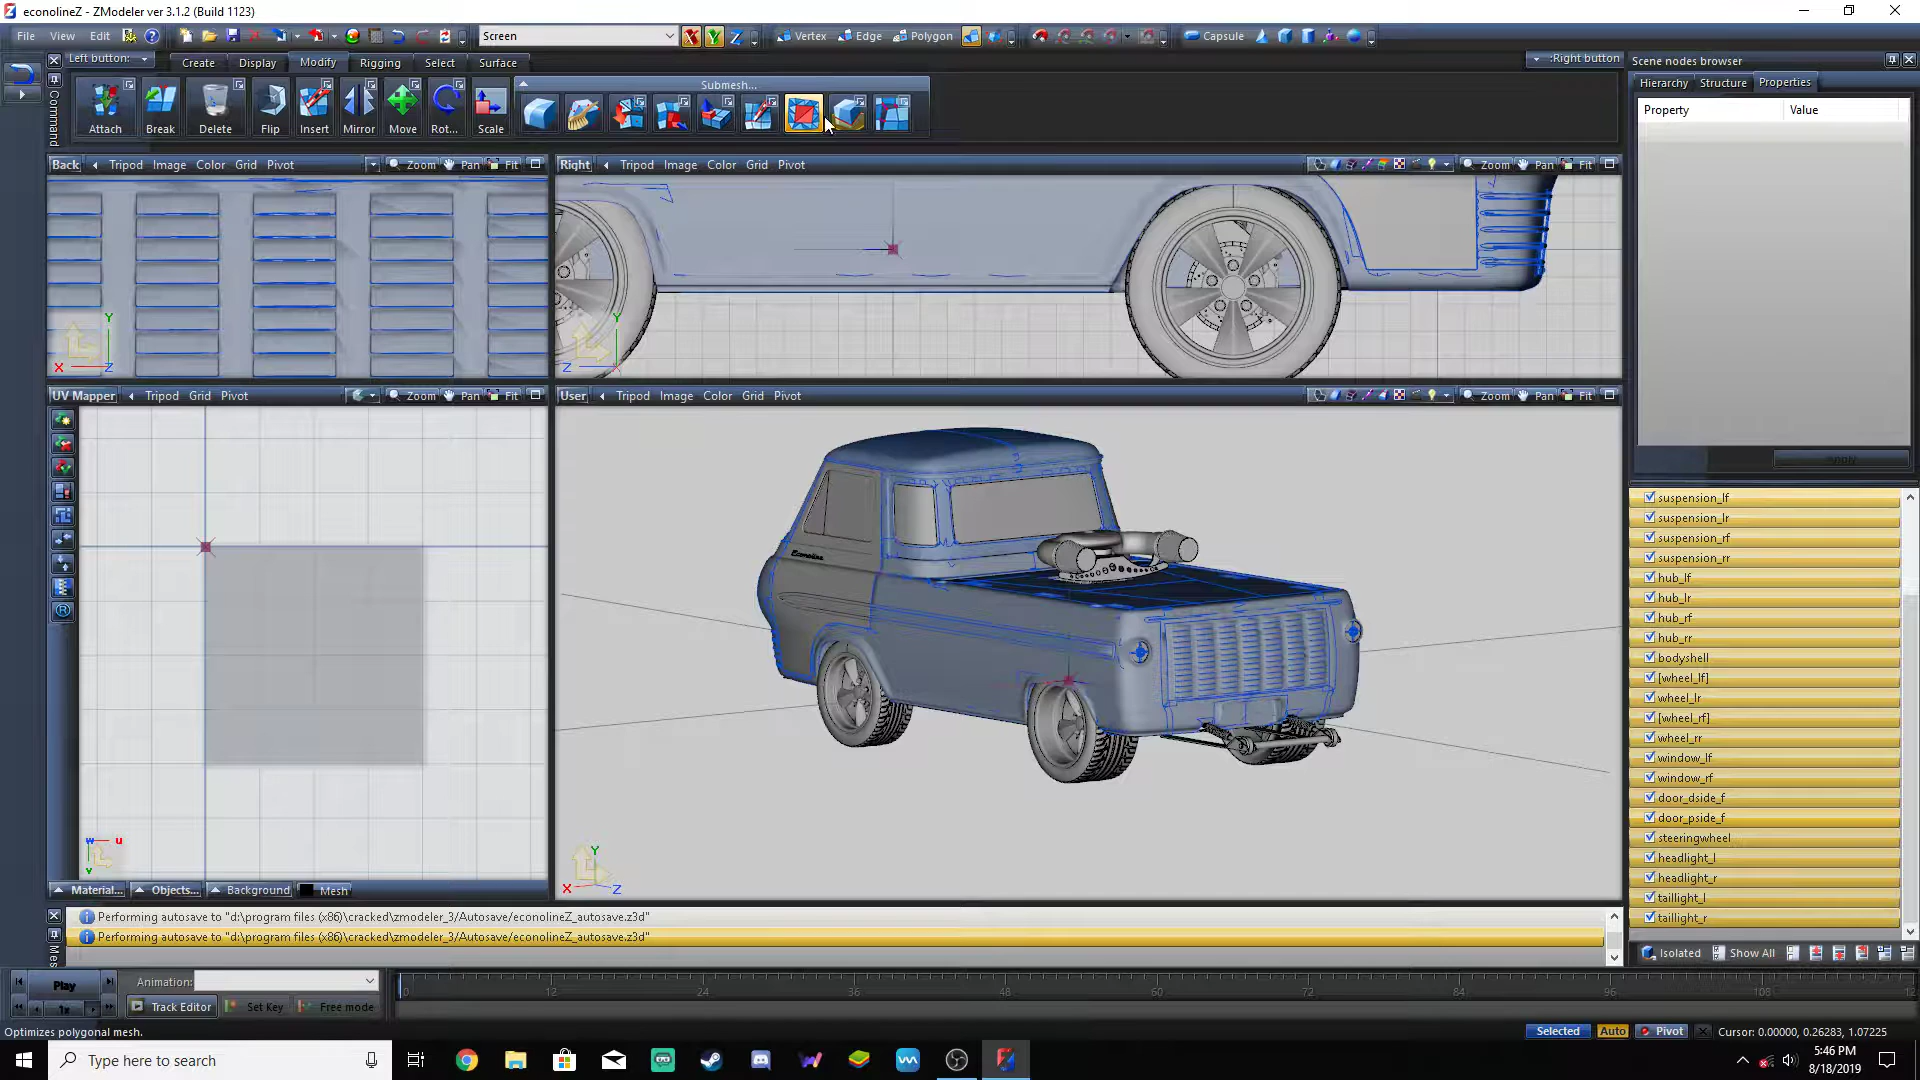 econolineZ - ZModeler ver 3.1.2 (Build 1123)
File View Edit Screen X Y Z Vertex Edge Polygon Capsule
Left button: Create Display Modify Rigging Select Surface :Right button
Submesh...
Attach Break Delete Flip Insert Mirror Move Rot... Scale
Command
Scene nodes browser
Hierarchy Structure Properties
Property Value
Apply
Back Tripod Image Color Grid Pivot Zoom Pan Fit
Right Tripod Image Color Grid Pivot Zoom Pan Fit
Y
X Z
Y
Z
UV Mapper Tripod Grid Pivot Zoom Pan Fit
User Tripod Image Color Grid Pivot Zoom Pan Fit
Econoline
w u
v
Y
X Z
suspension_lf
suspension_lr
suspension_rf
suspension_rr
hub_lf
hub_lr
hub_rf
hub_rr
bodyshell
[wheel_lf]
wheel_lr
[wheel_rf]
wheel_rr
window_lf
window_rf
door_dside_f
door_pside_f
steeringwheel
headlight_l
headlight_r
taillight_l
taillight_r
Isolated Show All
Material... Objects... Background Mesh
Performing autosave to "d:\program files (x86)\cracked\zmodeler_3/Autosave/econolineZ_autosave.z3d"
Performing autosave to "d:\program files (x86)\cracked\zmodeler_3/Autosave/econolineZ_autosave.z3d"
Mes
Play Animation:
1x Track Editor Set Key Free mode
0 12 24 36 48 60 72 84 96 108 12
Optimizes polygonal mesh.
Selected Auto Pivot Cursor: 0.00000, 0.26283, 1.07225
Type here to search
5:46 PM
8/18/2019